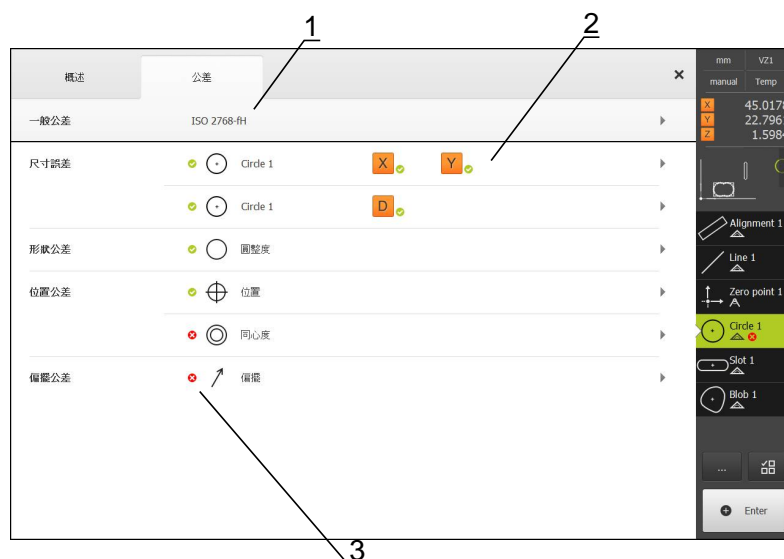 1
2
概述
公差
×
mm
VZ1
manual
Temp
一般公差
ISO 2768-fH
X 45.0178
Y 22.796
Z 1.5984
尺寸誤差
Circle 1
X
Y
Circle 1
D
形狀公差
圓整度
位置公差
位置
同心度
偏擺公差
偏擺
Alignment 1
Line 1
Zero point 1
Circle 1
Slot 1
Blob 1
...
Enter
3